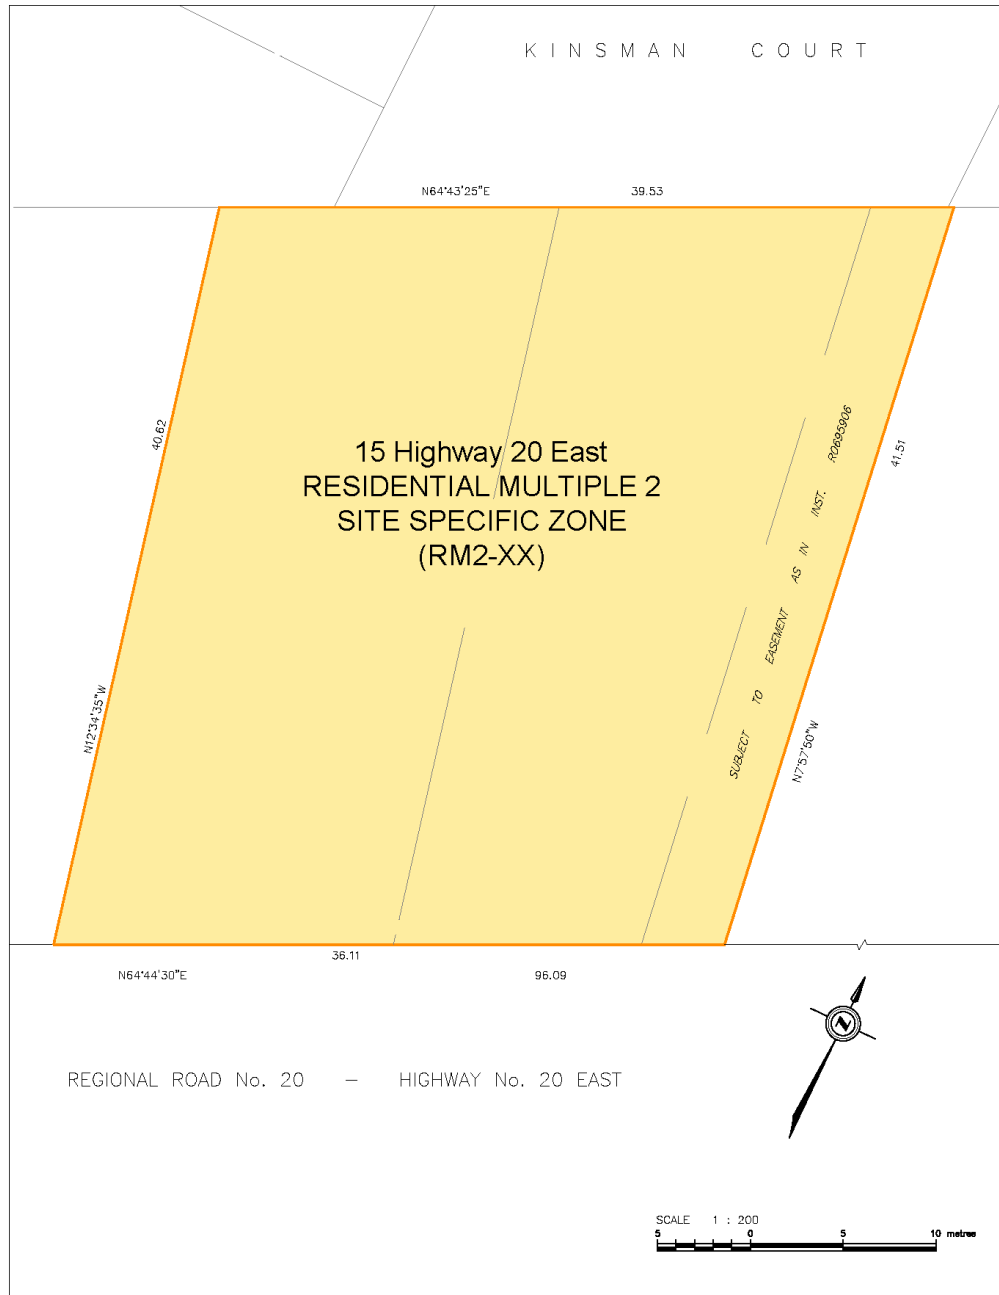 KINSMAN COURT
N64°43'25"E 39.53
40.62
N12°34'35"W
15 Highway 20 East
RESIDENTIAL MULTIPLE 2
SITE SPECIFIC ZONE
(RM2-XX)
SUBJECT TO EASEMENT AS IN INST. RO695906
41.51
N7°57'50"W
36.11
N64°44'30"E 96.09
Z
REGIONAL ROAD No. 20 – HIGHWAY No. 20 EAST
SCALE 1 : 200
5 0 5 10 metres